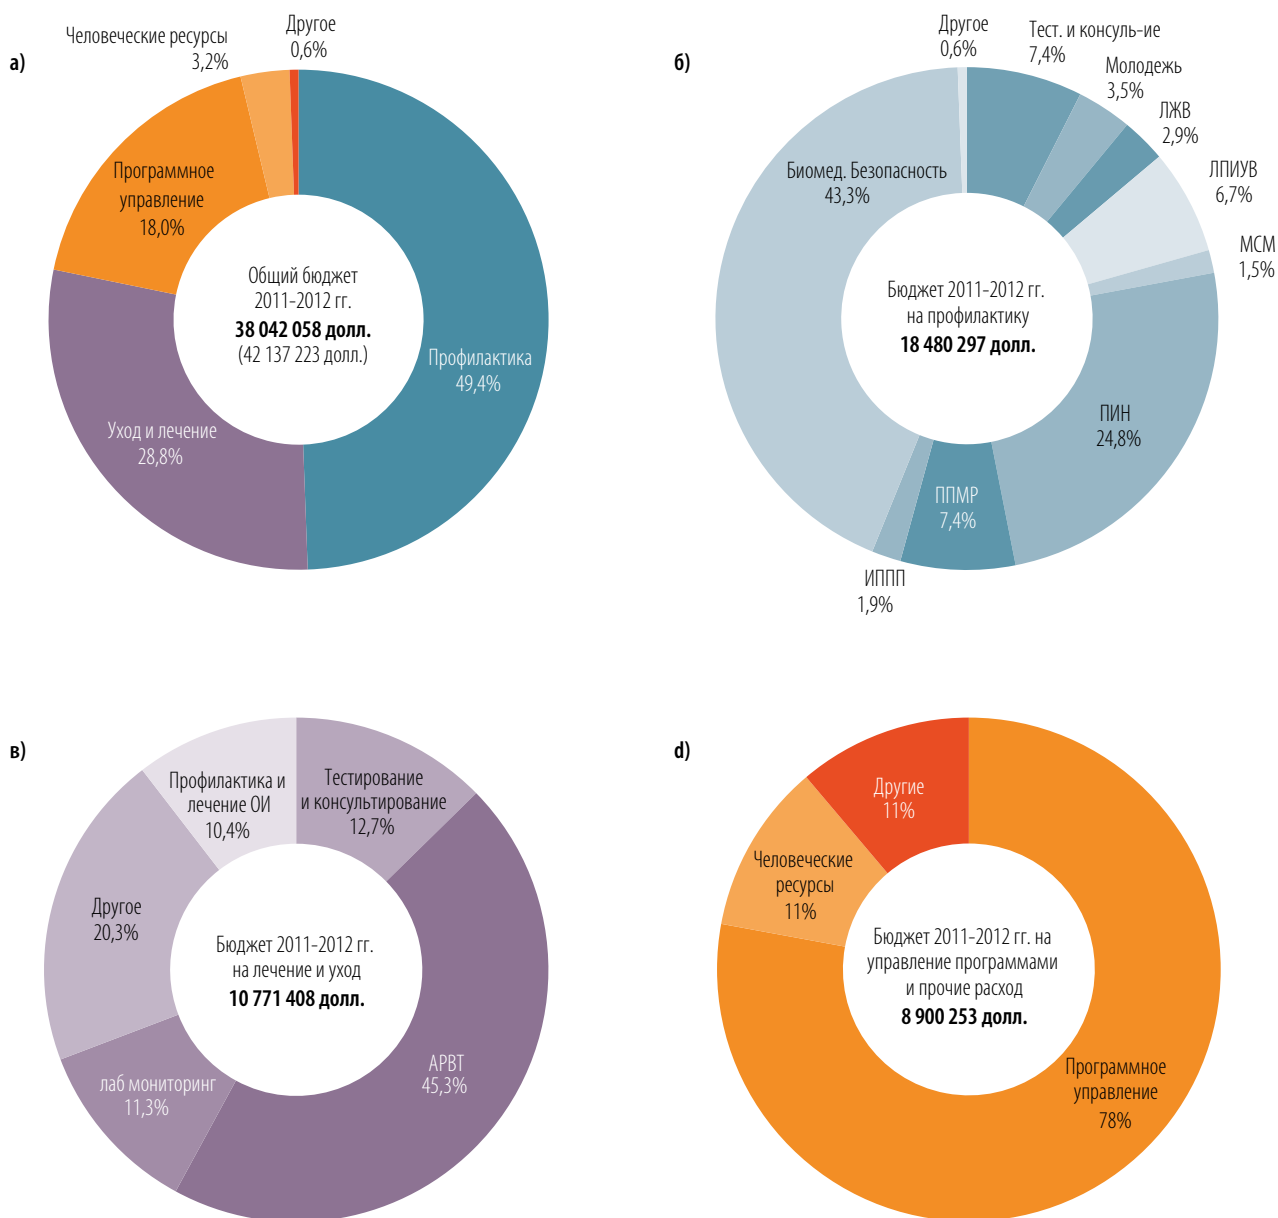 а)
Человеческие ресурсы
3,2%
Другое
0,6%
Программное
управление
18,0%
Общий бюджет
2011-2012 гг.
38 042 058 долл.
(42 137 223 долл.)
Профилактика
49,4%
Уход и лечение
28,8%
б)
Другое
0,6%
Тест. и консуль-ие
7,4%
Молодежь
3,5%
ЛЖВ
2,9%
ЛПИУВ
6,7%
МСМ
1,5%
Биомед. Безопасность
43,3%
Бюджет 2011-2012 гг.
на профилактику
18 480 297 долл.
ПИН
24,8%
ППМР
7,4%
ИППП
1,9%
в)
Профилактика и
лечение ОИ
10,4%
Тестирование
и консультирование
12,7%
Другое
20,3%
Бюджет 2011-2012 гг.
на лечение и уход
10 771 408 долл.
лаб мониторинг
11,3%
АРВТ
45,3%
d)
Другие
11%
Человеческие
ресурсы
11%
Бюджет 2011-2012 гг. на
управление программами
и прочие расход
8 900 253 долл.
Программное
управление
78%